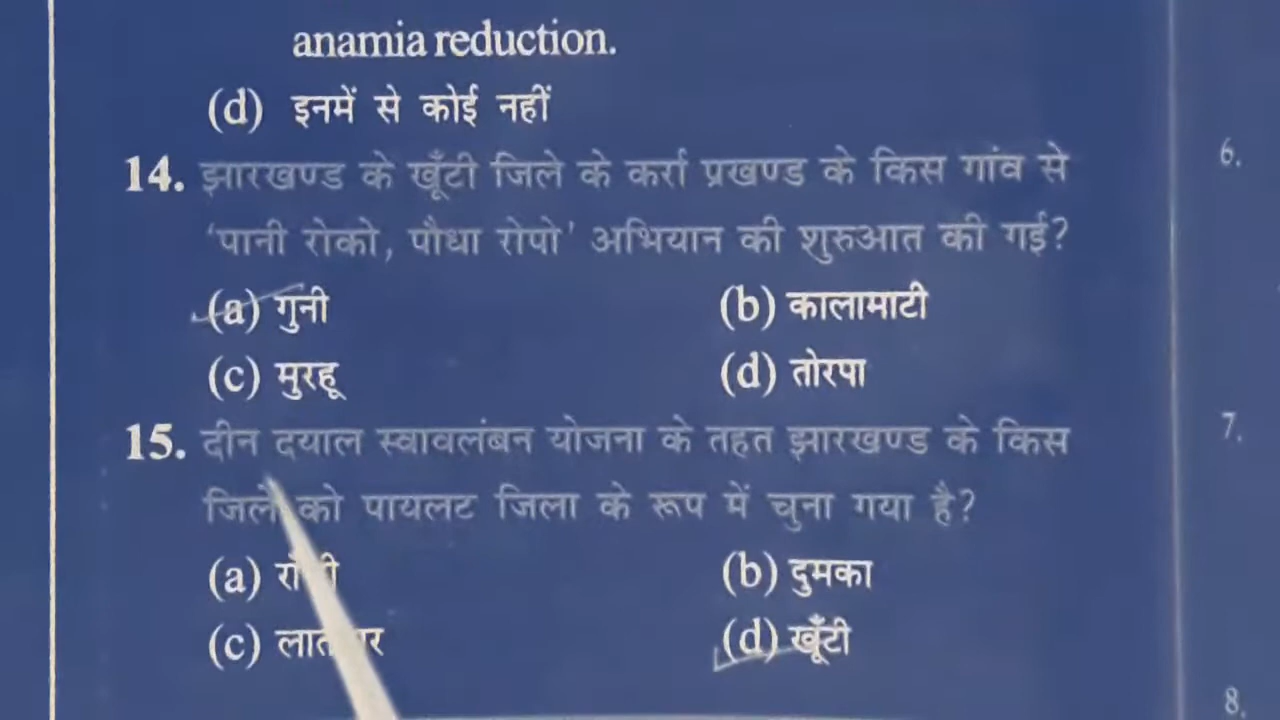 anamia reduction.
(d) इनमें से कोई नहीं
14. झारखण्ड के खूँटी जिले के कर्रा प्रखण्ड के किस गांव से
'पानी रोको, पौधा रोपो' अभियान की शुरुआत की गई?
(a) गुनी (b) कालामाटी
(c) मुरहू (d) तोरपा
15. दीन दयाल स्वावलंबन योजना के तहत झारखण्ड के किस
जिले को पायलट जिला के रूप में चुना गया है?
(a) (b) दुमका
(c) (d) खूँटी
6.
7.
8.